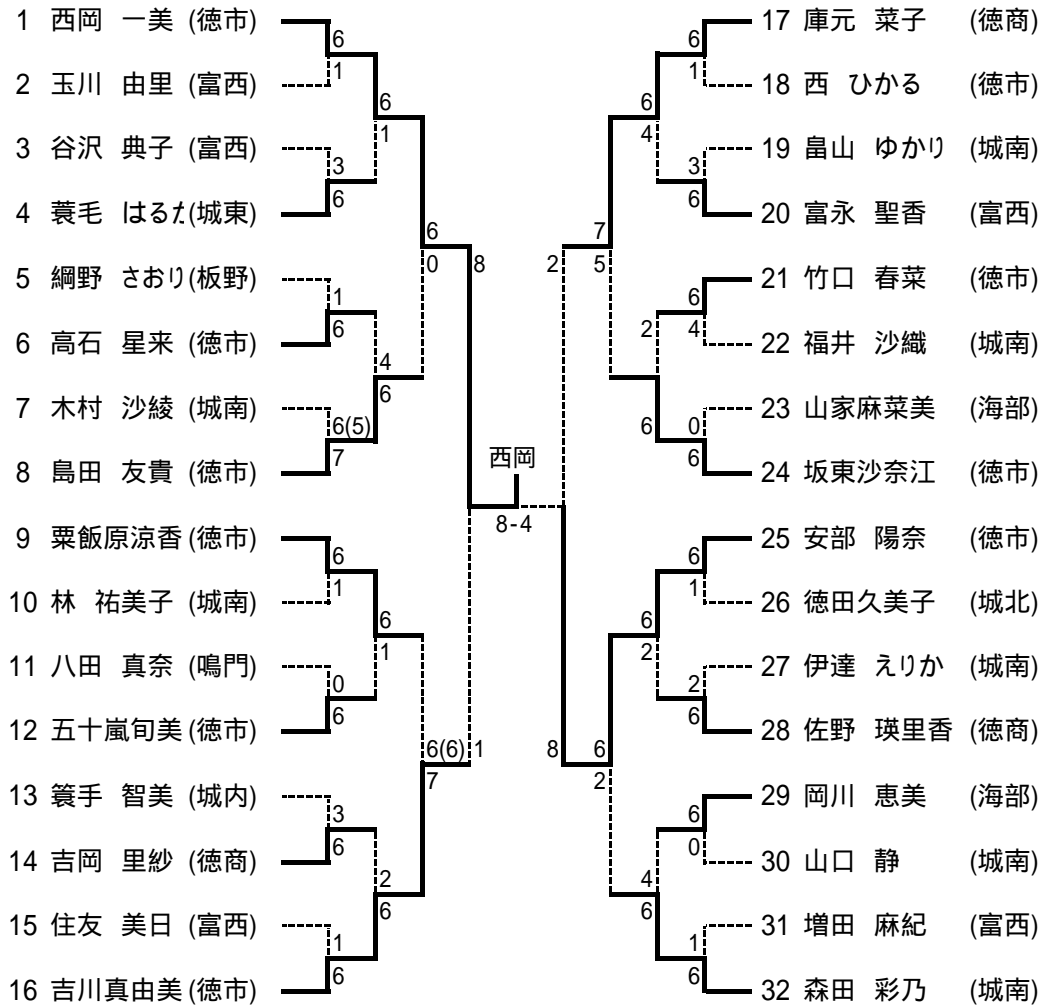 1 西岡 一美 (徳市)
6
1
2 玉川 由里 (富西)
6
1
3 谷沢 典子 (富西)
3
6
4 蓑毛 はるか(城東)
6
0
8
5 綱野 さおり(板野)
1
6
6 高石 星来 (徳市)
4
6
7 木村 沙綾 (城南)
6(5)
7
8 島田 友貴 (徳市)
西岡
8-4
9 粟飯原涼香 (徳市)
6
1
10 林 祐美子 (城南)
6
1
11 八田 真奈 (鳴門)
0
6
12 五十嵐旬美 (徳市)
6(6)
7
1
13 簔手 智美 (城内)
3
6
14 吉岡 里紗 (徳商)
2
6
15 住友 美日 (富西)
1
6
16 吉川真由美 (徳市)
17 庫元 菜子 (徳商)
6
1
18 西 ひかる (徳市)
6
4
19 畠山 ゆかり (城南)
3
6
20 富永 聖香 (富西)
7
5
2
21 竹口 春菜 (徳市)
6
4
22 福井 沙織 (城南)
2
6
23 山家麻菜美 (海部)
0
6
24 坂東沙奈江 (徳市)
25 安部 陽奈 (徳市)
6
1
26 徳田久美子 (城北)
6
2
27 伊達 えりか (城南)
2
6
28 佐野 瑛里香 (徳商)
8
6
2
29 岡川 恵美 (海部)
6
0
30 山口 静 (城南)
4
6
31 増田 麻紀 (富西)
1
6
32 森田 彩乃 (城南)